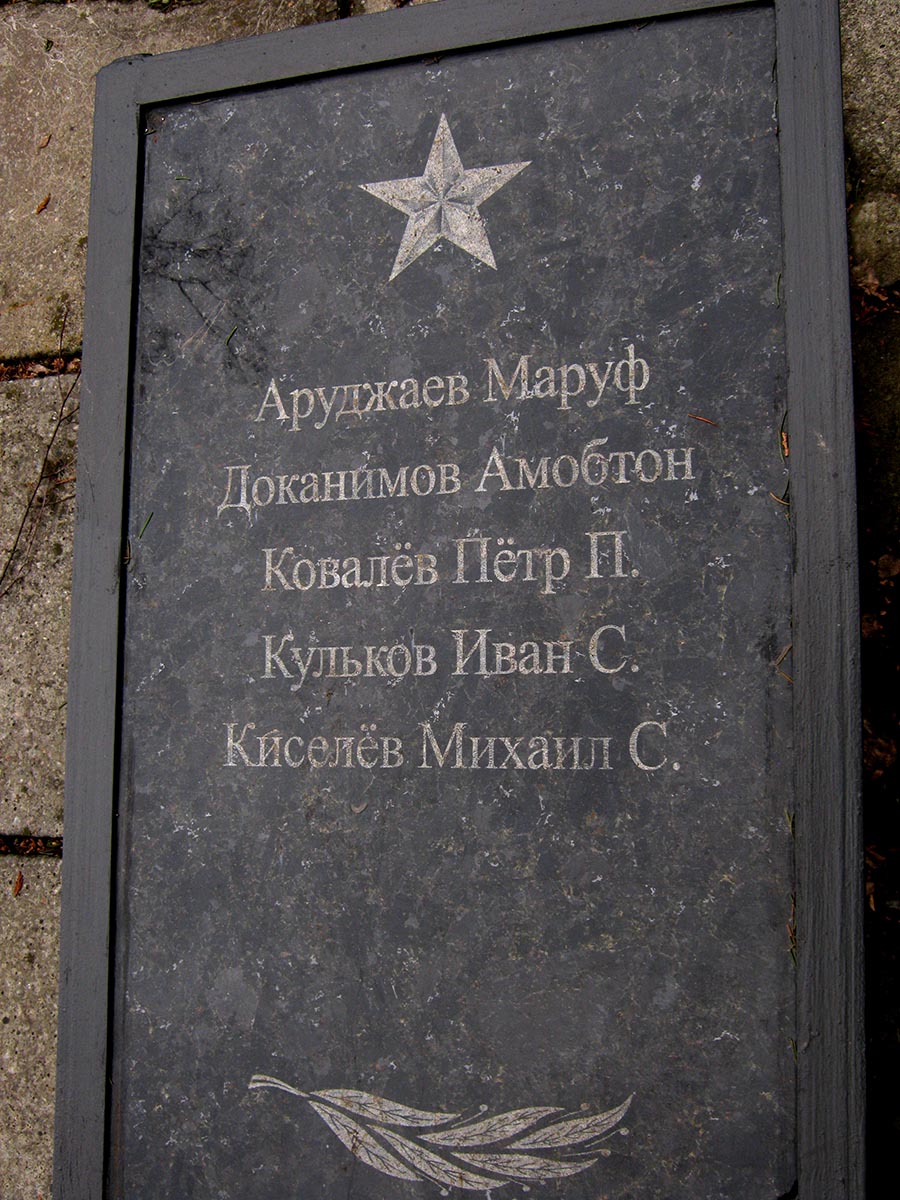 Аруджаев Маруф
Доканимов Амобтон
Ковалёв Пётр П.
Кульков Иван С.
Киселёв Михаил С.